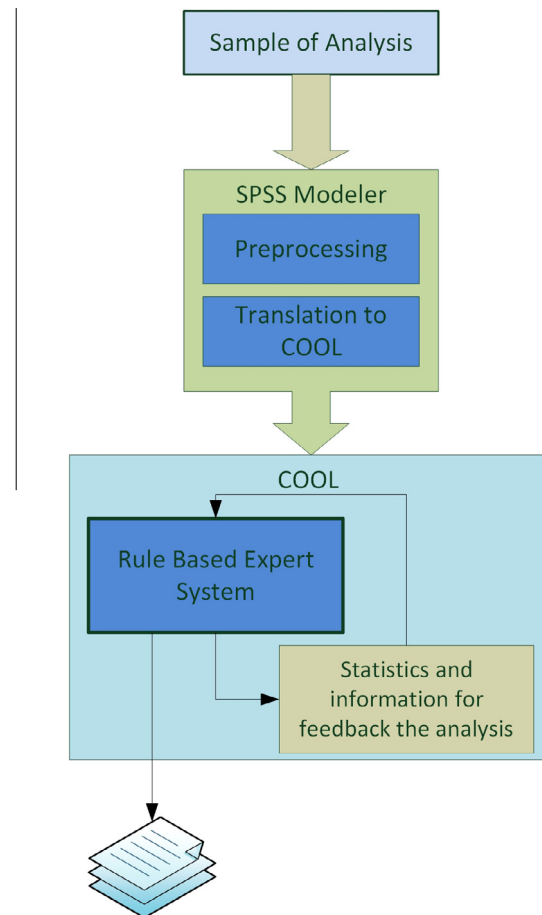 Sample of Analysis
SPSS Modeler
Preprocessing
Translation to
COOL
COOL
Rule Based Expert
System
Statistics and
information for
feedback the analysis